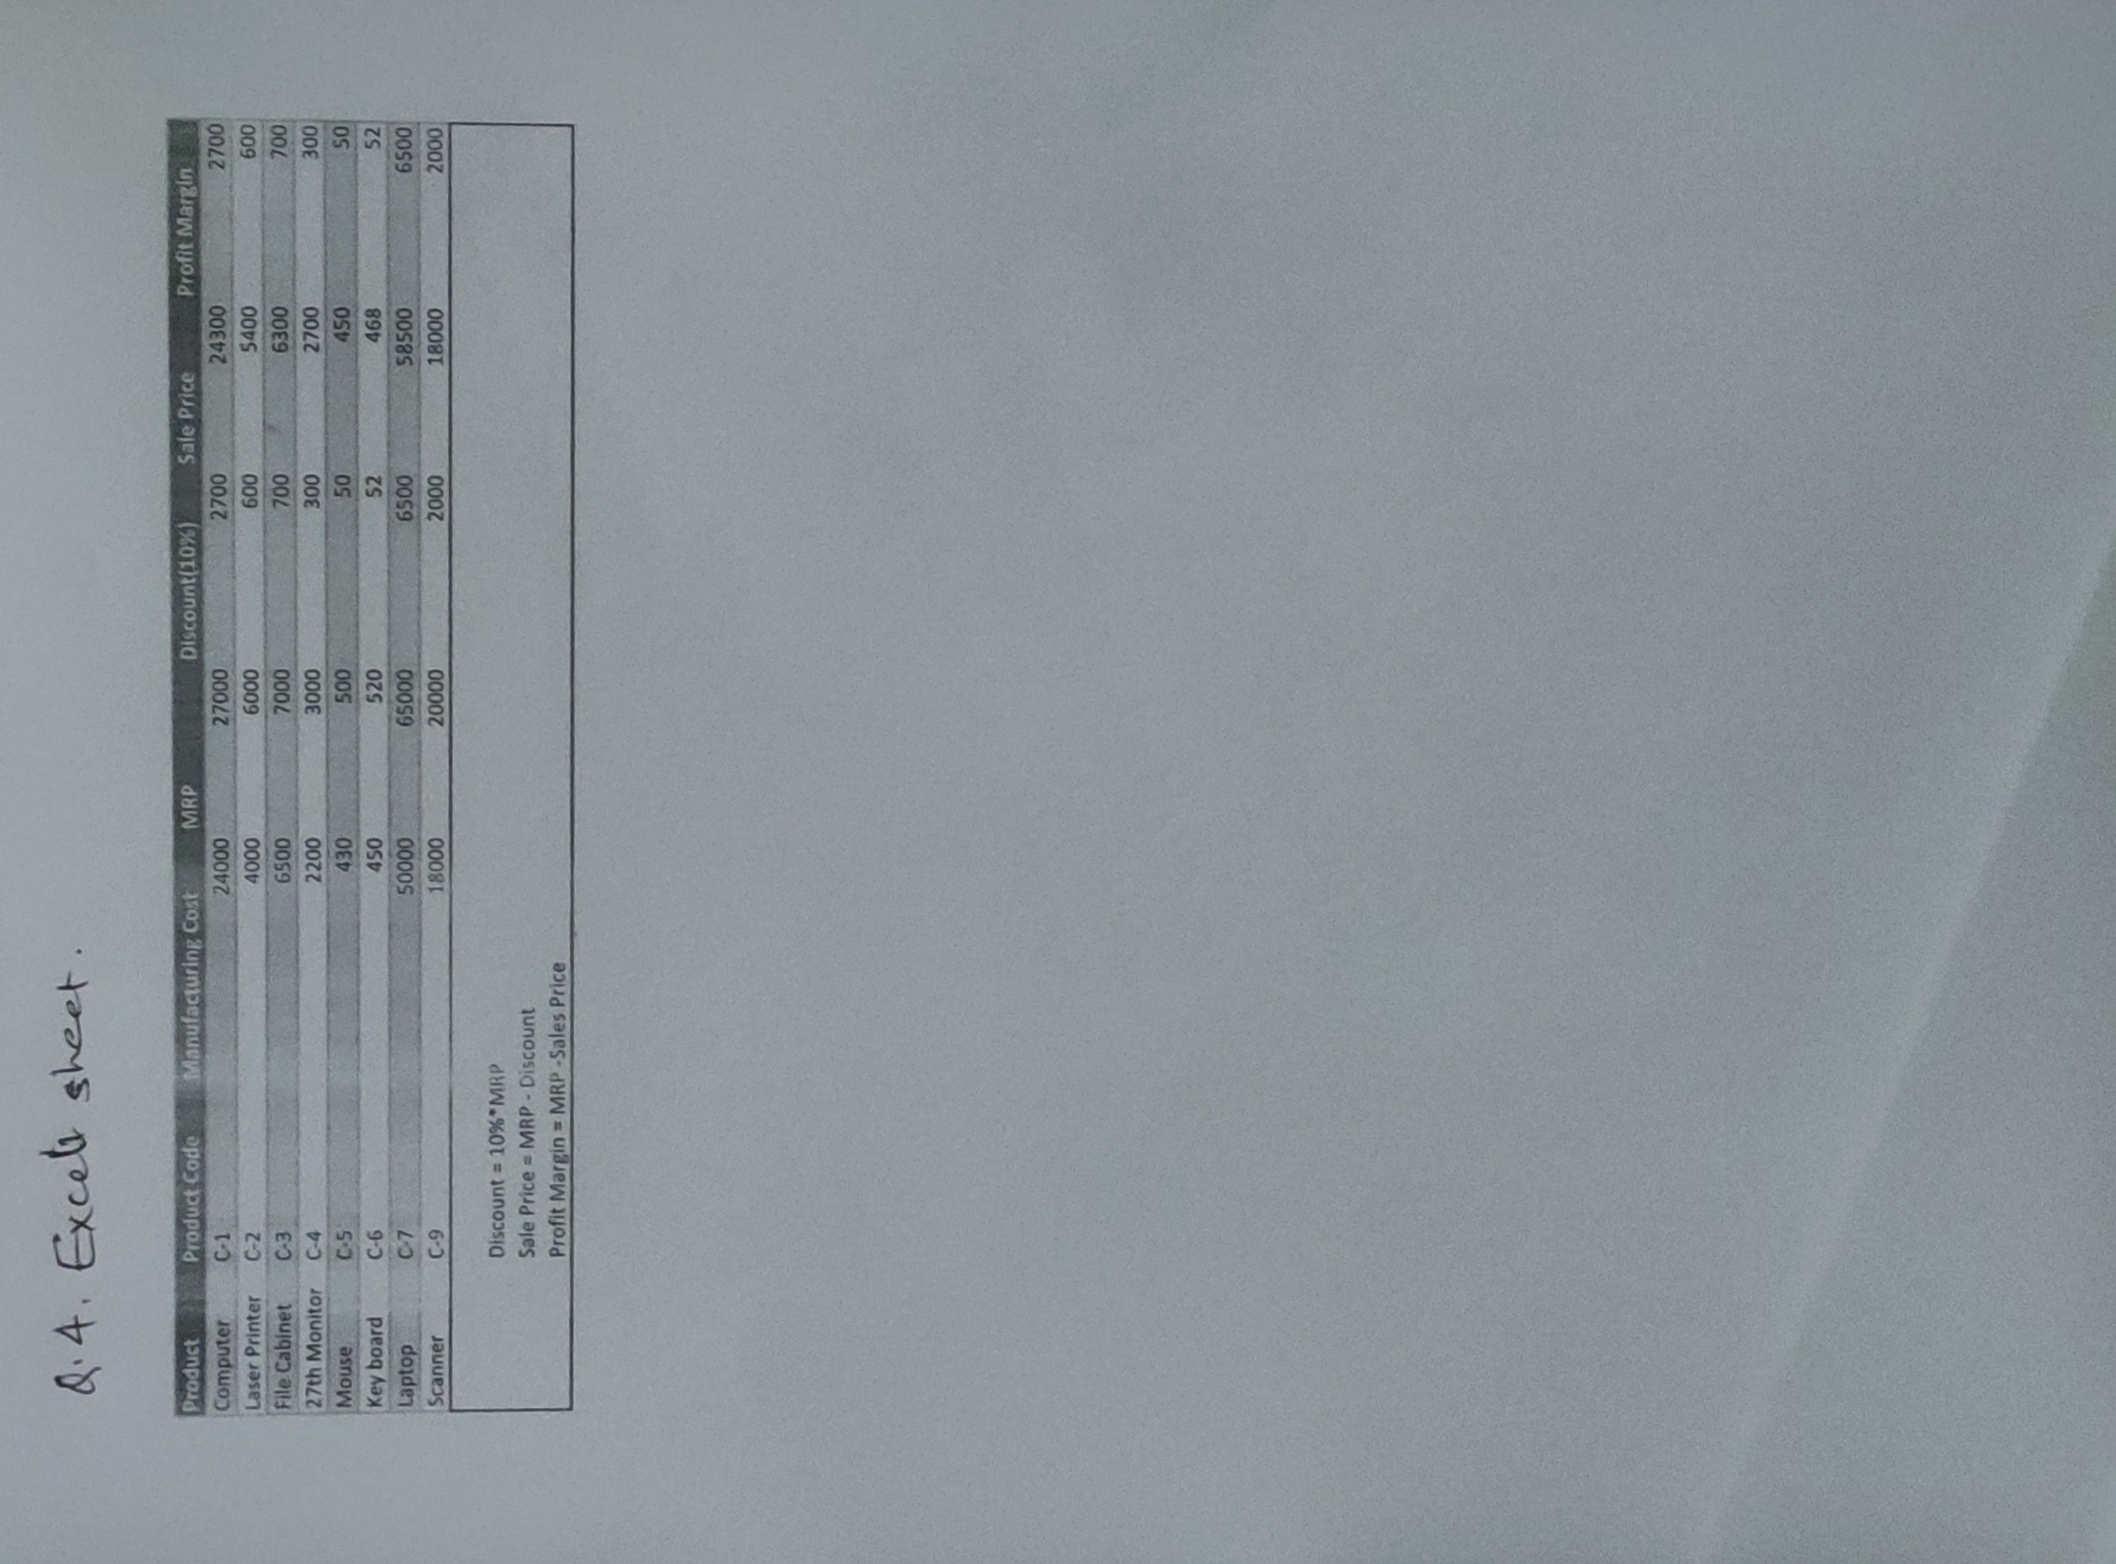 Q.4. Excel sheet.
Product Product Code Manufacturing Cost MRP Discount(10%) Sale Price Profit Margin
Computer C-1 24000 27000 2700 24300 2700
Laser Printer C-2 4000 6000 600 5400 600
File Cabinet C-3 6500 7000 700 6300 700
27th Monitor C-4 2200 3000 300 2700 300
Mouse C-5 430 500 50 450 50
Key board C-6 450 520 52 468 52
Laptop C-7 50000 65000 6500 58500 6500
Scanner C-9 18000 20000 2000 18000 2000
Discount = 10%*MRP
Sale Price = MRP - Discount
Profit Margin = MRP -Sales Price